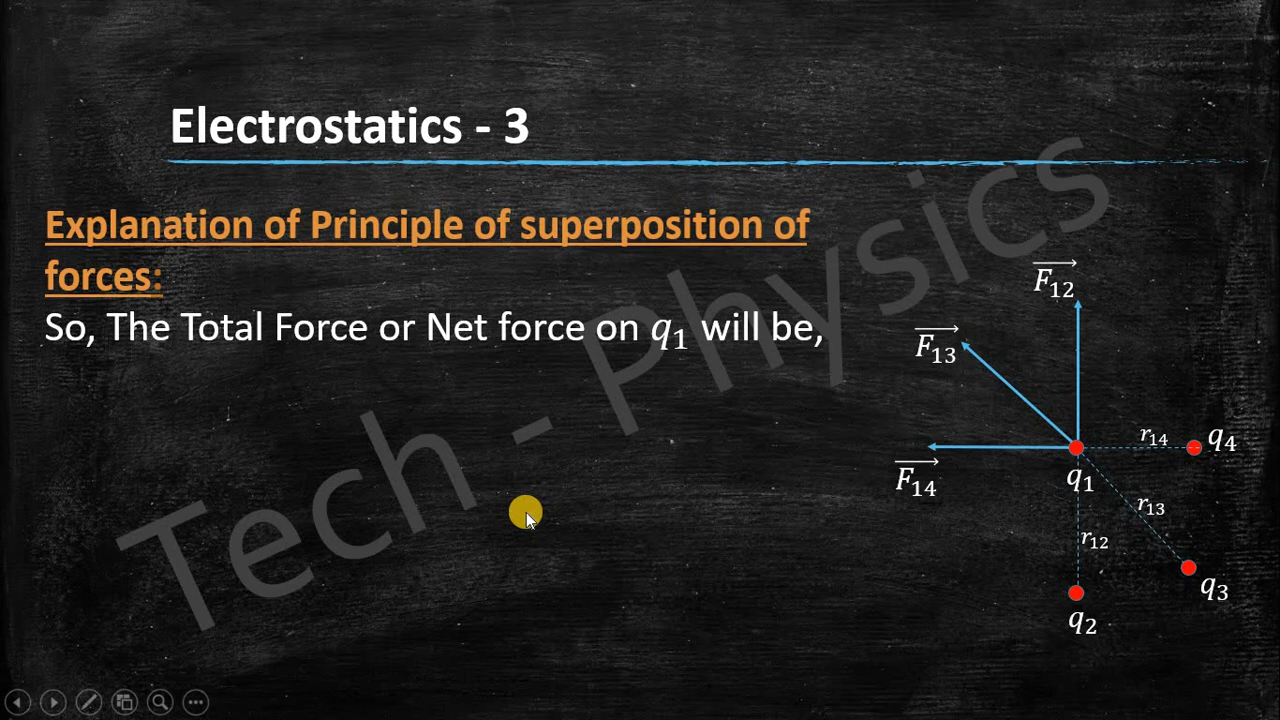 Electrostatics - 3
Explanation of Principle of superposition of
forces:
So, The Total Force or Net force on q₁ will be,
F₁₂
F₁₃
F₁₄
r₁₄
q₄
q₁
r₁₃
r₁₂
q₃
q₂
Tech - Physics